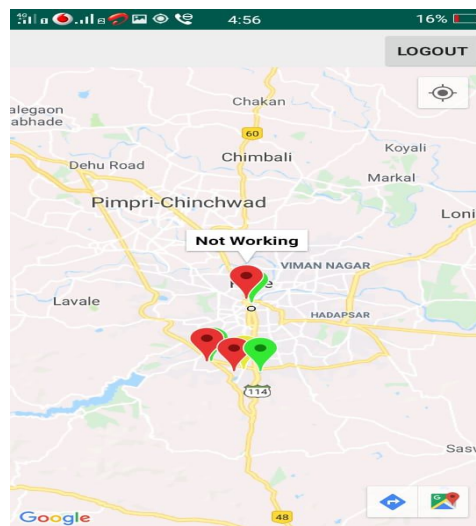 4:56
16%
LOGOUT
Chakan
alegaon
abhade
60
Koyali
Chimbali
Dehu Road
Markal
Pimpri-Chinchwad
Loni
Not Working
VIMAN NAGAR
Lavale
HADAPSAR
114
Sasv
Google
48